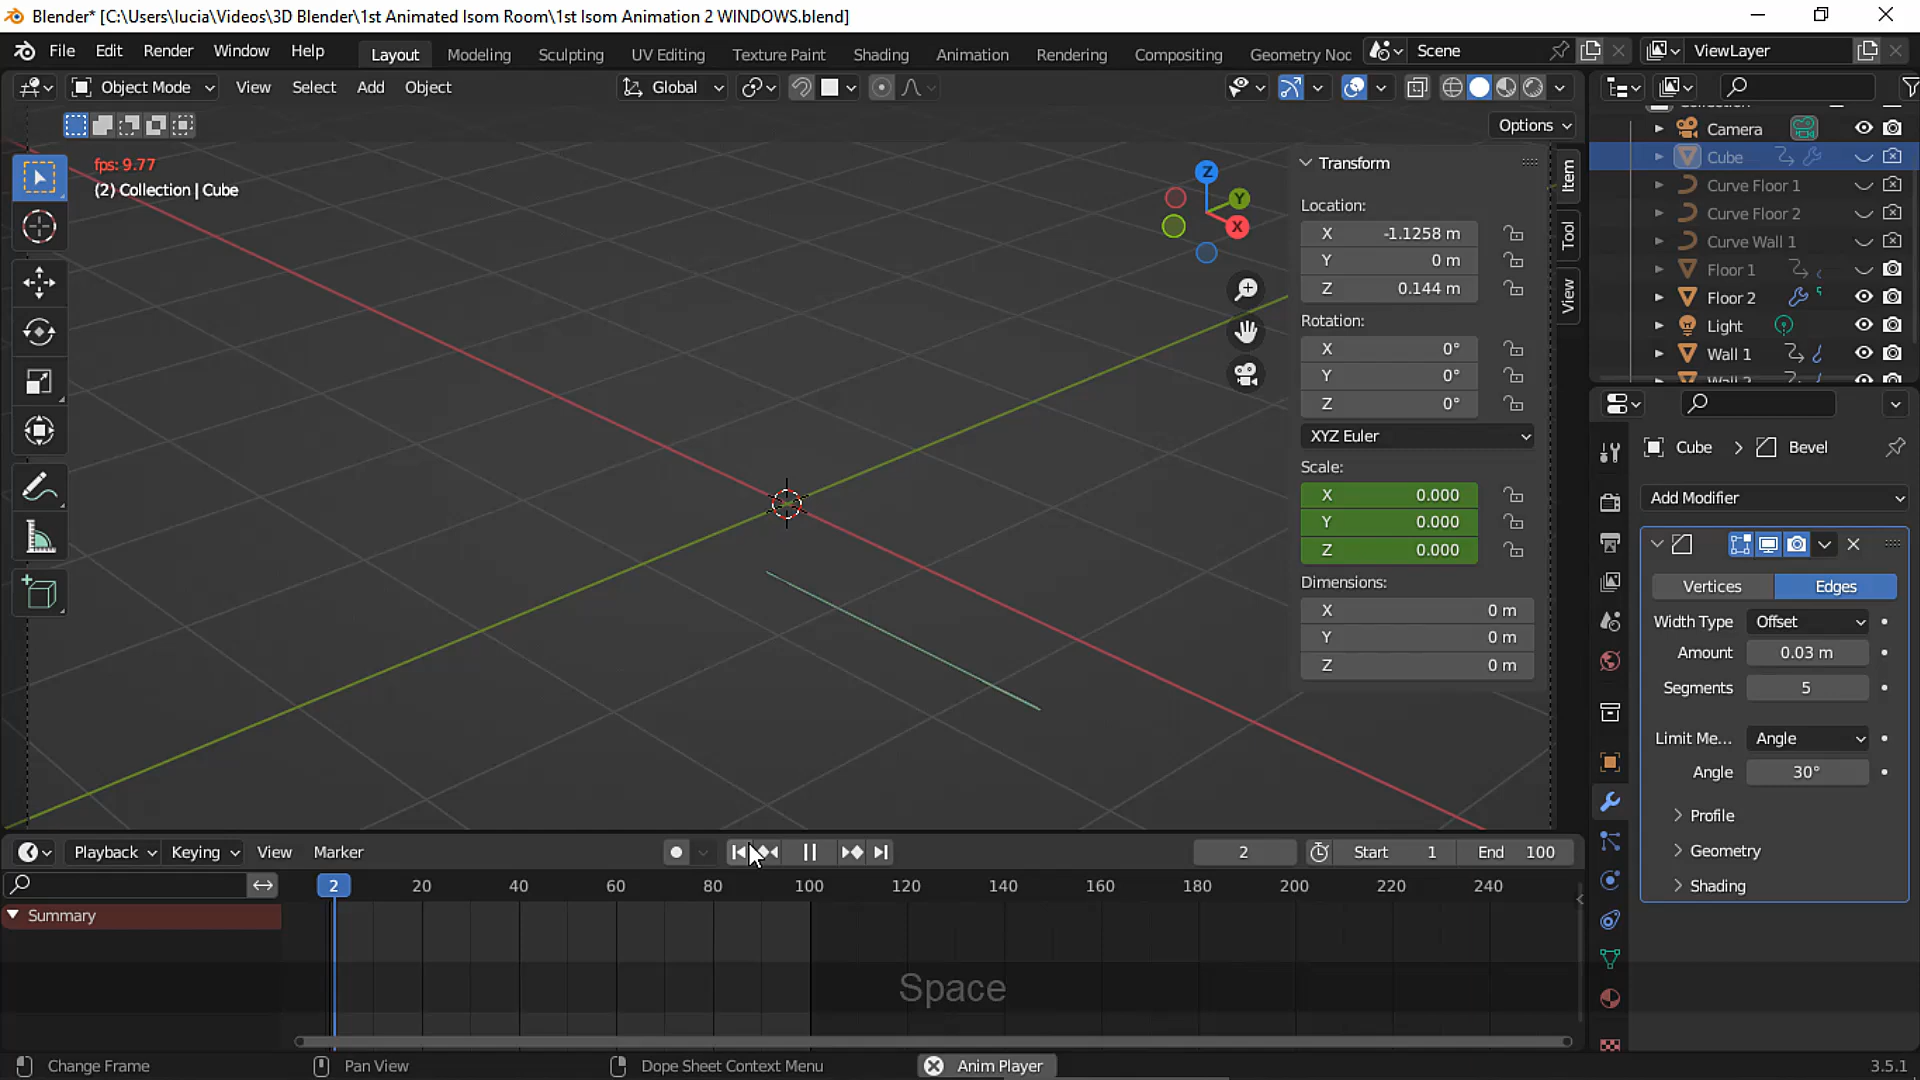 Blender* [C:\Users\lucia\Videos\3D Blender\1st Animated Isom Room\1st Isom Animation 2 WINDOWS.blend]
File Edit Render Window Help Layout Modeling Sculpting UV Editing Texture Paint Shading Animation Rendering Compositing Geometry Noc Scene ViewLayer
Object Mode View Select Add Object Global
Options
fps: 9.77
(2) Collection | Cube
Z
Y
X
Transform
Location:
X -1.1258 m
Y 0 m
Z 0.144 m
Rotation:
X 0°
Y 0°
Z 0°
XYZ Euler
Scale:
X 0.000
Y 0.000
Z 0.000
Dimensions:
X 0 m
Y 0 m
Z 0 m
Item
Tool
View
Camera
Cube
Curve Floor 1
Curve Floor 2
Curve Wall 1
Floor 1
Floor 2
Light
Wall 1
Cube > Bevel
Add Modifier
Vertices Edges
Width Type Offset
Amount 0.03 m
Segments 5
Limit Me... Angle
Angle 30°
Profile
Geometry
Shading
Playback Keying View Marker 2 Start 1 End 100
2 20 40 60 80 100 120 140 160 180 200 220 240
Summary
Space
Change Frame Pan View Dope Sheet Context Menu Anim Player 3.5.1